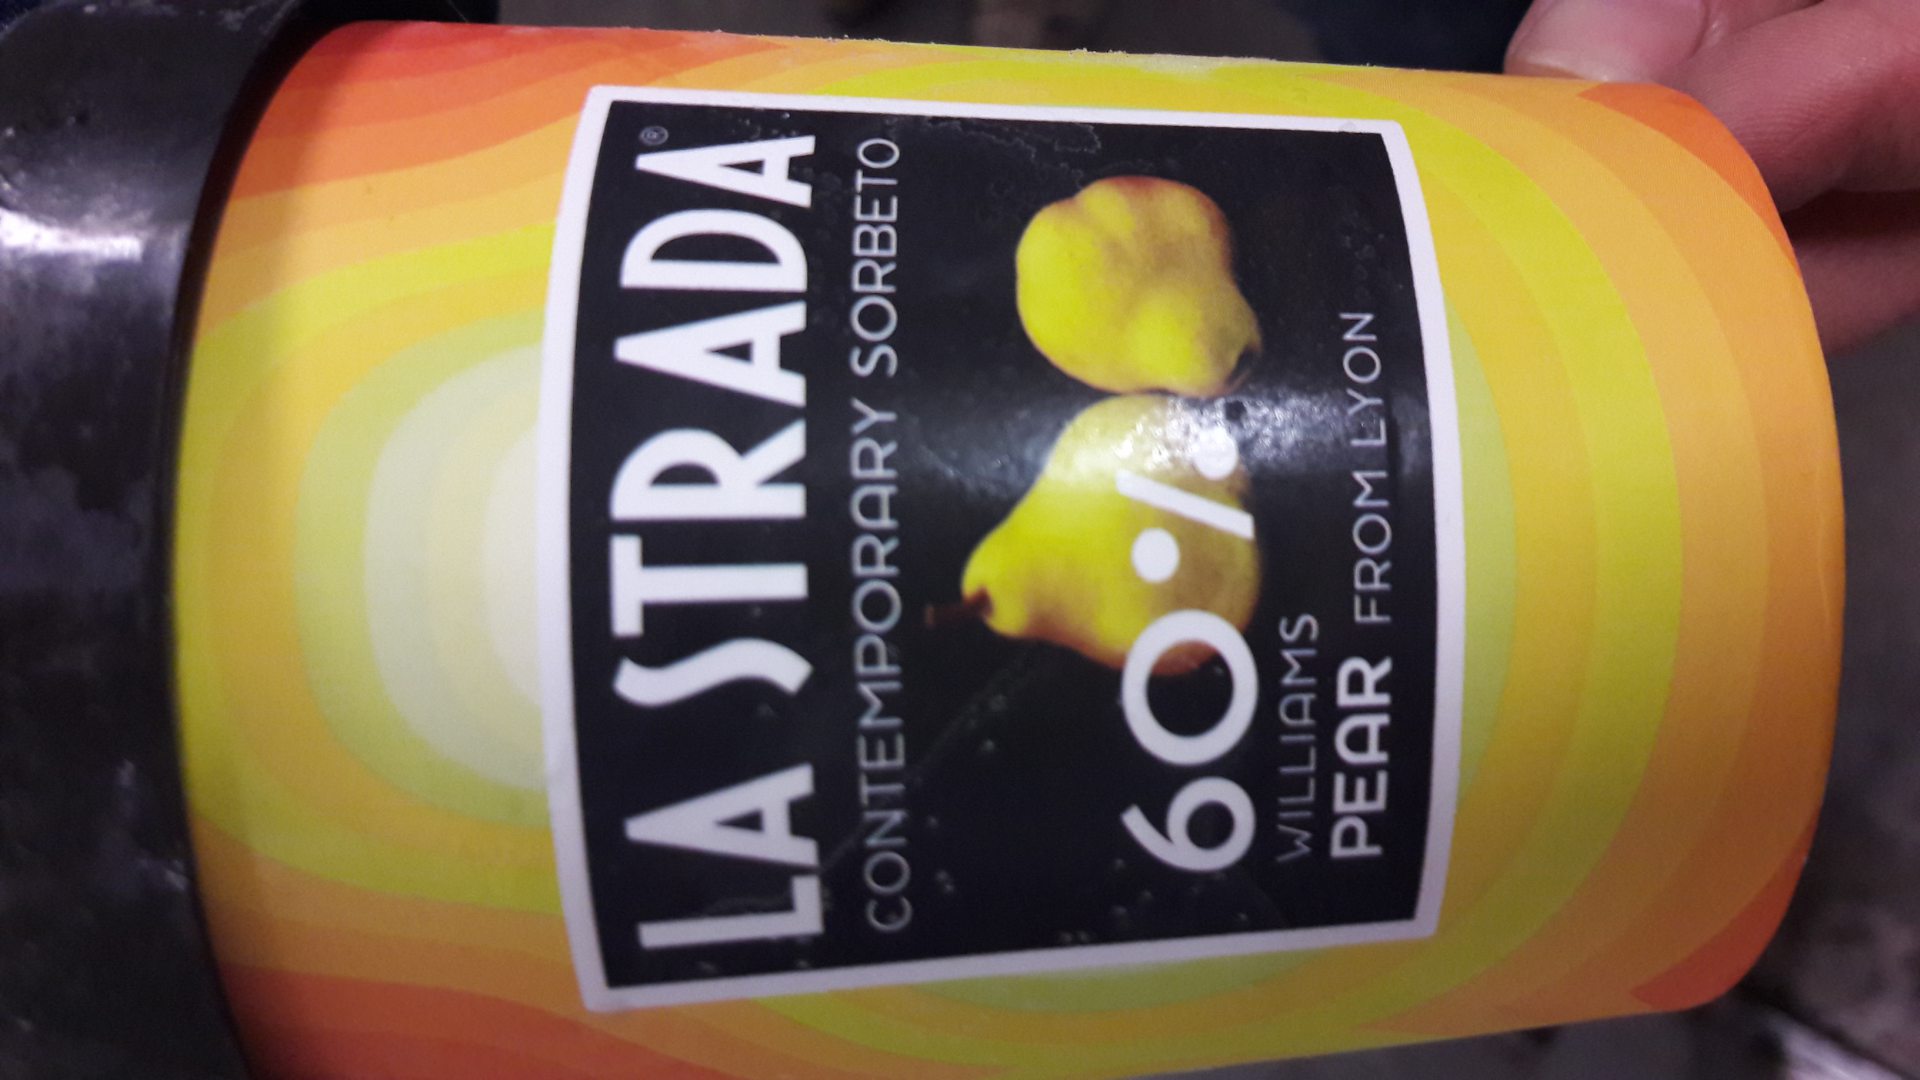 LA STRADA®
CONTEMPORARY SORBETO
60%
WILLIAMS
PEAR FROM LYON